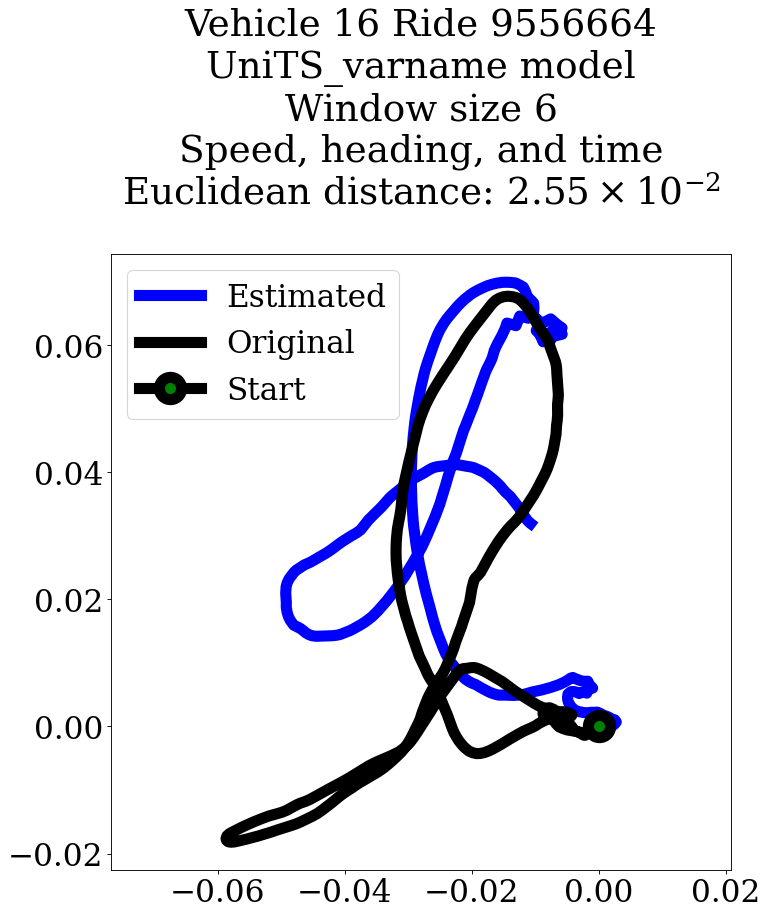 Vehicle 16 Ride 9556664
UniTS_varname model
Window size 6
Speed, heading, and time
Euclidean distance: 2.55 × 10⁻²
Estimated
Original
Start
0.06
0.04
0.02
0.00
−0.02
−0.06 −0.04 −0.02 0.00 0.02